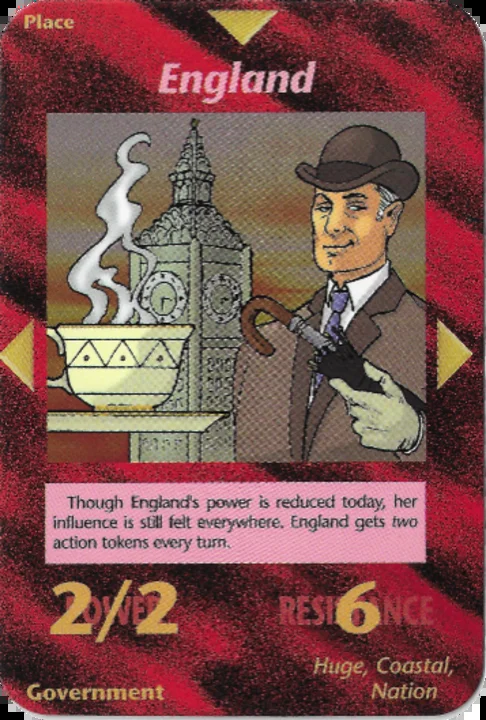 Place
England
Though England's power is reduced today, her
influence is still felt everywhere. England gets two
action tokens every turn.
POWER
2/2
RESISTANCE
6
Huge, Coastal,
Nation
Government